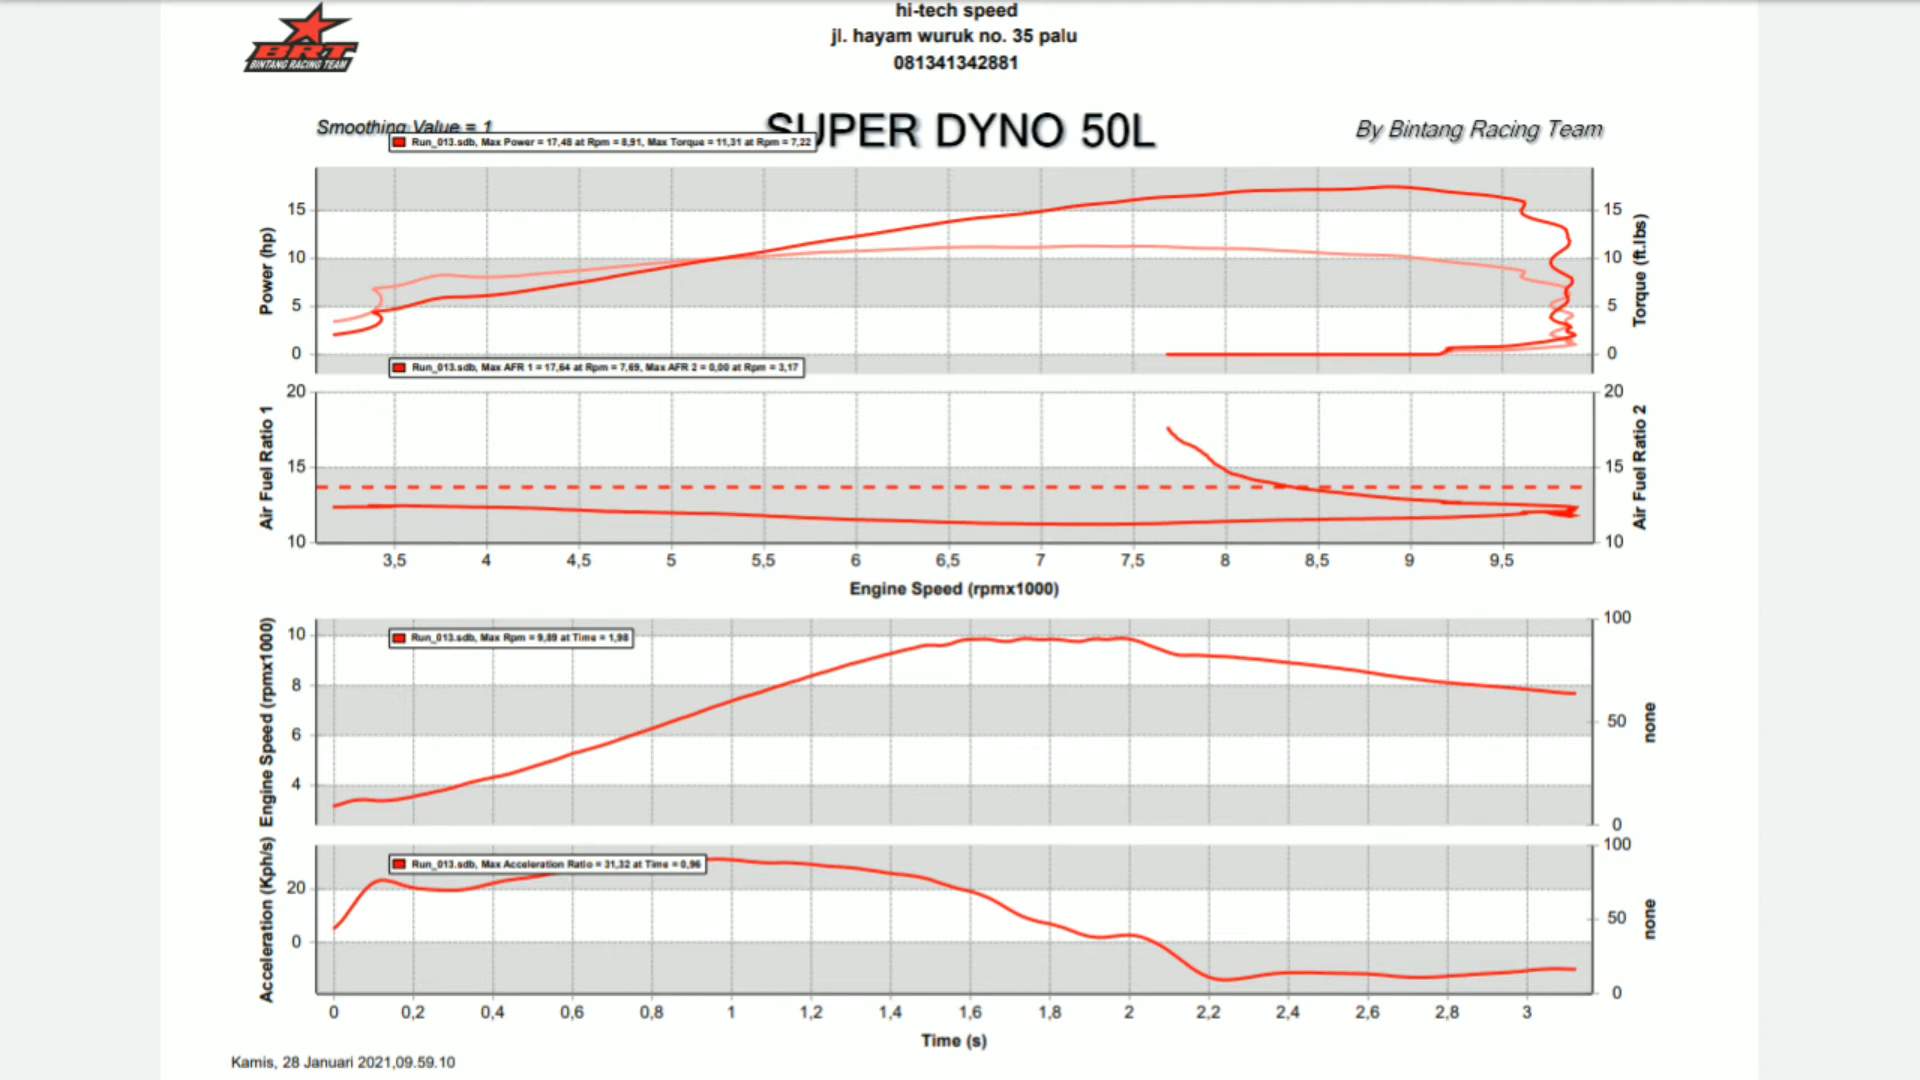 BRT
BINTANG RACING TEAM
hi-tech speed
jl. hayam wuruk no. 35 palu
081341342881
Smoothing Value = 1
SUPER DYNO 50L
By Bintang Racing Team
Run_013.sdb, Max Power = 17,48 at Rpm = 8,91, Max Torque = 11,31 at Rpm = 7,22
Power (hp)
15
10
5
0
15
10
5
0
Torque (ft.lbs)
Run_013.sdb, Max AFR 1 = 17,64 at Rpm = 7,69, Max AFR 2 = 0,00 at Rpm = 3,17
Air Fuel Ratio 1
20
15
10
20
15
10
Air Fuel Ratio 2
3,5 4 4,5 5 5,5 6 6,5 7 7,5 8 8,5 9 9,5
Engine Speed (rpmx1000)
Run_013.sdb, Max Rpm = 9,89 at Time = 1,98
Engine Speed (rpmx1000)
10
8
6
4
100
50
0
none
Run_013.sdb, Max Acceleration Ratio = 31,32 at Time = 0,96
Acceleration (Kph/s)
20
0
100
50
0
none
0 0,2 0,4 0,6 0,8 1 1,2 1,4 1,6 1,8 2 2,2 2,4 2,6 2,8 3
Time (s)
Kamis, 28 Januari 2021,09.59.10